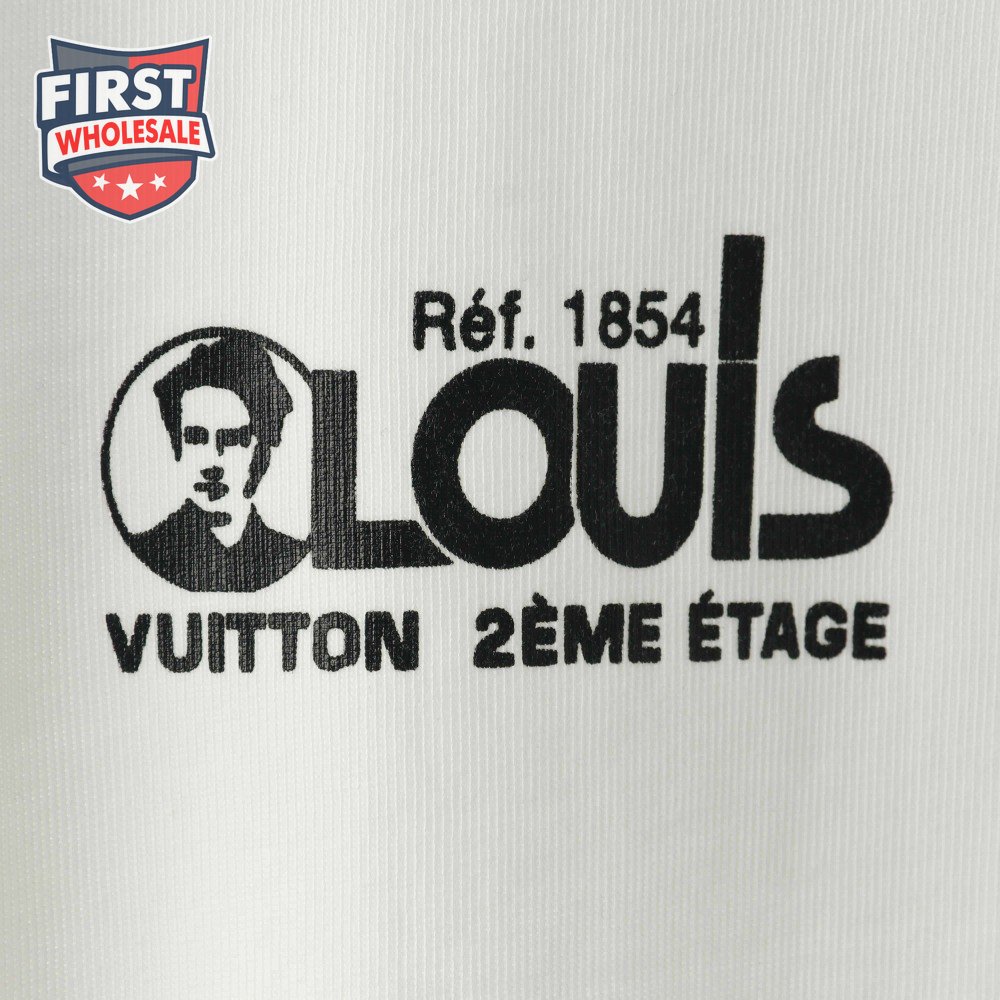 FIRST
WHOLESALE
Réf. 1854
LOUIS
VUITTON 2ÈME ÉTAGE